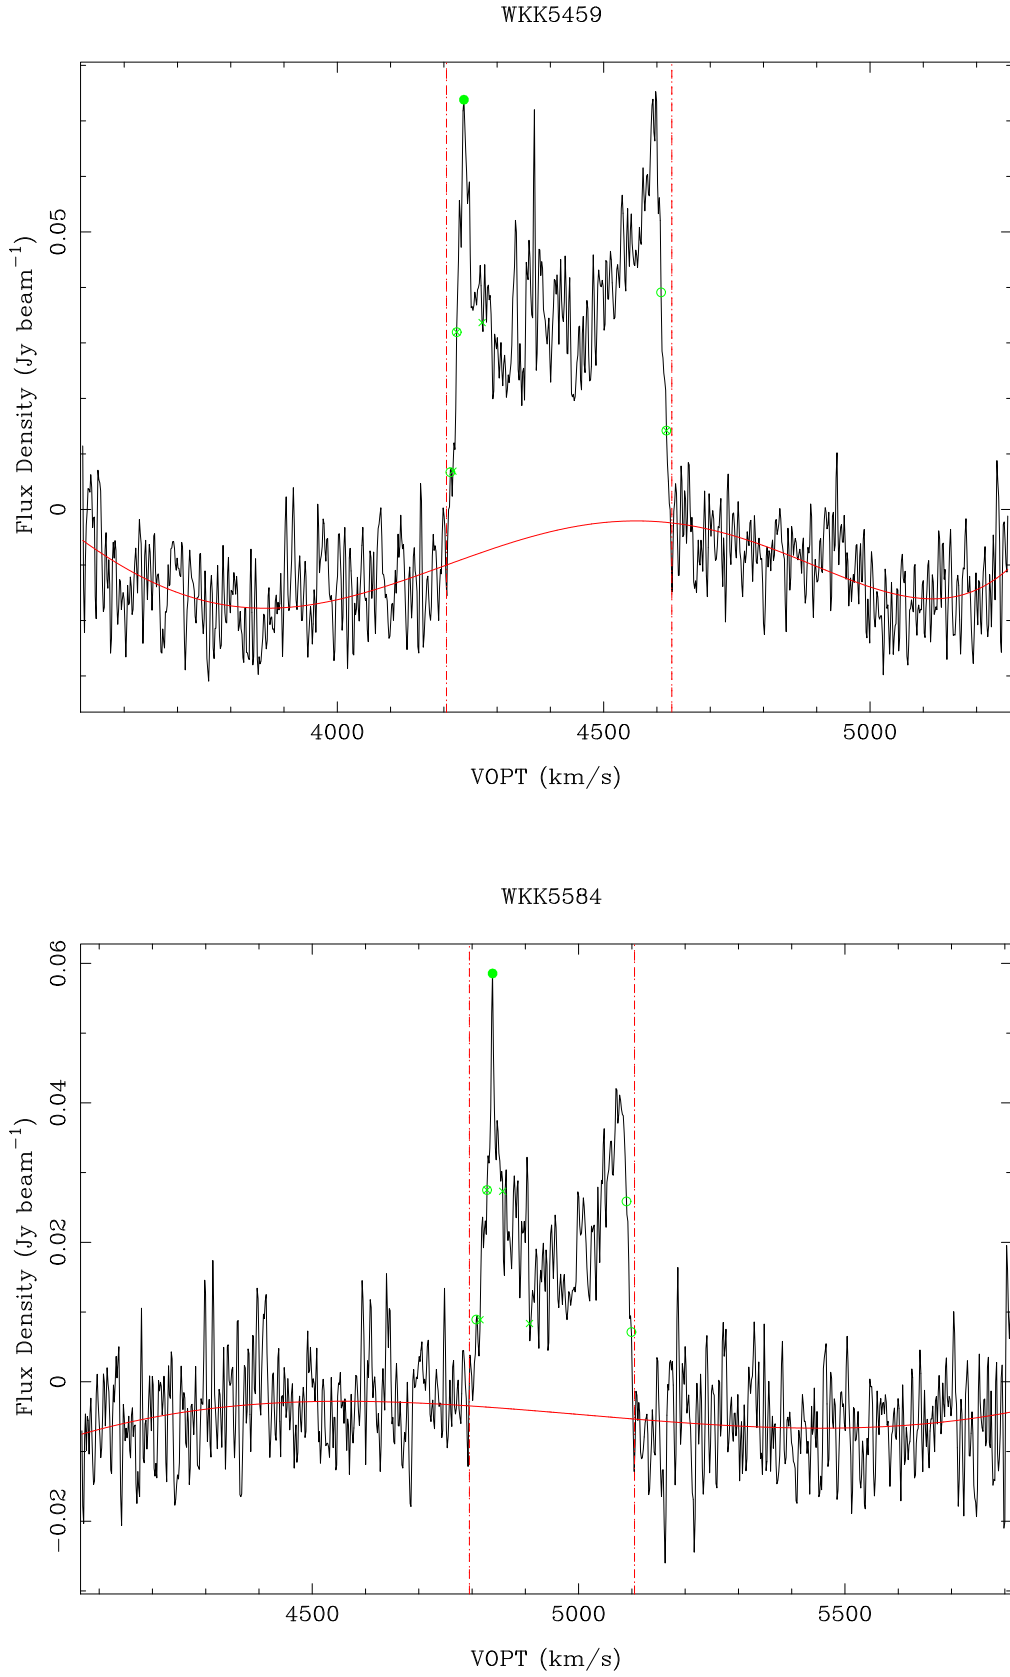 WKK5459
Flux Density (Jy beam⁻¹)
0.05
0
4000 4500 5000
VOPT (km/s)
WKK5584
Flux Density (Jy beam⁻¹)
0.06
0.04
0.02
0
−0.02
4500 5000 5500
VOPT (km/s)